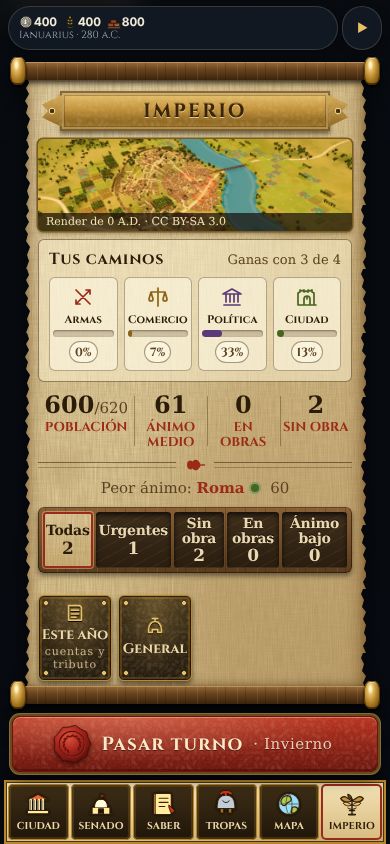 400 400 800
Ianuarius · 280 a.C.
IMPERIO
Render de 0 A.D. · CC BY-SA 3.0
Tus caminos Ganas con 3 de 4
Armas Comercio Política Ciudad
0% 7% 33% 13%
600/620 61 0 2
POBLACIÓN ÁNIMO MEDIO EN OBRAS SIN OBRA
Peor ánimo: Roma 60
Todas 2 Urgentes 1 Sin obra 2 En obras 0 Ánimo bajo 0
Este año General
cuentas y
tributo
Pasar turno · Invierno
Ciudad Senado Saber Tropas Mapa Imperio